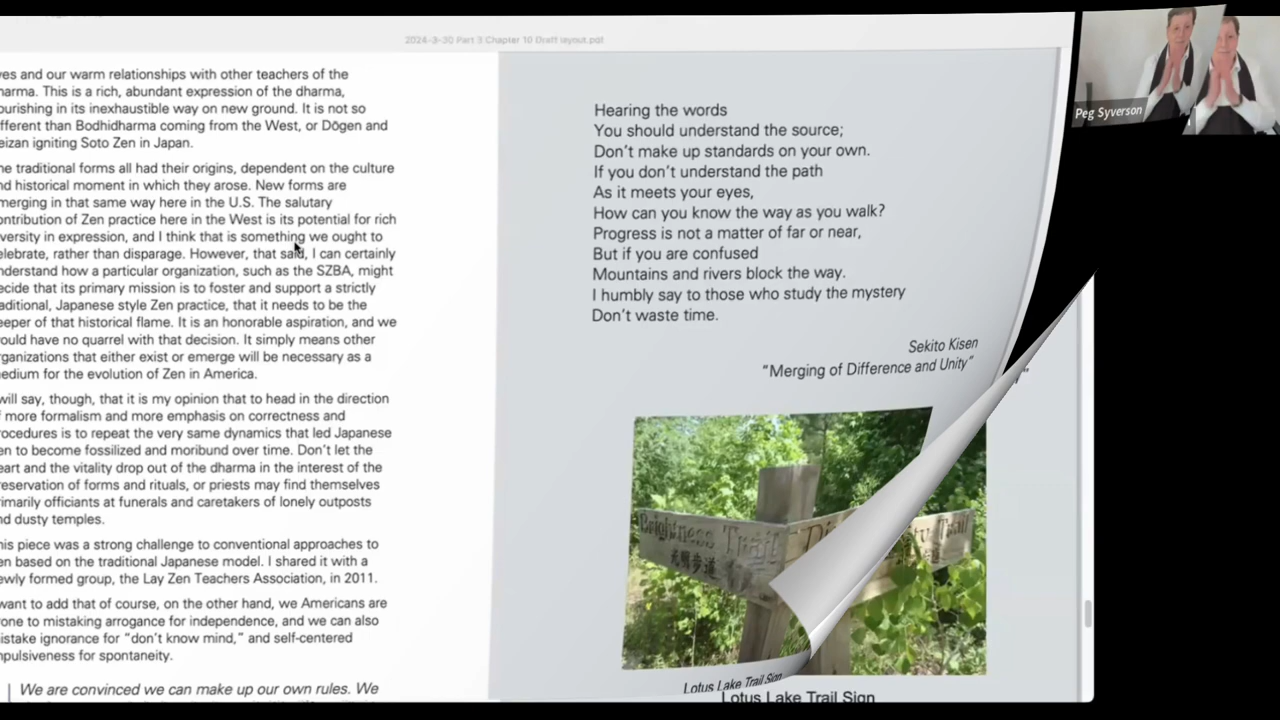 2024-3-30 Part 3 Chapter 10 Draft layout.pdf
es and our warm relationships with other teachers of the
harma. This is a rich, abundant expression of the dharma,
ourishing in its inexhaustible way on new ground. It is not so
ifferent than Bodhidharma coming from the West, or Dōgen and
eizan igniting Soto Zen in Japan.
he traditional forms all had their origins, dependent on the culture
nd historical moment in which they arose. New forms are
merging in that same way here in the U.S. The salutary
ontribution of Zen practice here in the West is its potential for rich
versity in expression, and I think that is something we ought to
elebrate, rather than disparage. However, that said, I can certainly
nderstand how a particular organization, such as the SZBA, might
ecide that its primary mission is to foster and support a strictly
aditional, Japanese style Zen practice, that it needs to be the
eeper of that historical flame. It is an honorable aspiration, and we
ould have no quarrel with that decision. It simply means other
rganizations that either exist or emerge will be necessary as a
edium for the evolution of Zen in America.
will say, though, that it is my opinion that to head in the direction
f more formalism and more emphasis on correctness and
rocedures is to repeat the very same dynamics that led Japanese
en to become fossilized and moribund over time. Don't let the
eart and the vitality drop out of the dharma in the interest of the
reservation of forms and rituals, or priests may find themselves
rimarily officiants at funerals and caretakers of lonely outposts
nd dusty temples.
his piece was a strong challenge to conventional approaches to
en based on the traditional Japanese model. I shared it with a
ewly formed group, the Lay Zen Teachers Association, in 2011.
want to add that of course, on the other hand, we Americans are
rone to mistaking arrogance for independence, and we can also
istake ignorance for "don't know mind," and self-centered
mpulsiveness for spontaneity.
We are convinced we can make up our own rules. We
Hearing the words
You should understand the source;
Don't make up standards on your own.
If you don't understand the path
As it meets your eyes,
How can you know the way as you walk?
Progress is not a matter of far or near,
But if you are confused
Mountains and rivers block the way.
I humbly say to those who study the mystery
Don't waste time.
Sekito Kisen
"Merging of Difference and Unity"
Brightness Trail
光明歩道
Trail
Lotus Lake Trail Sign
Lotus Lake Trail Sign
Peg Syverson